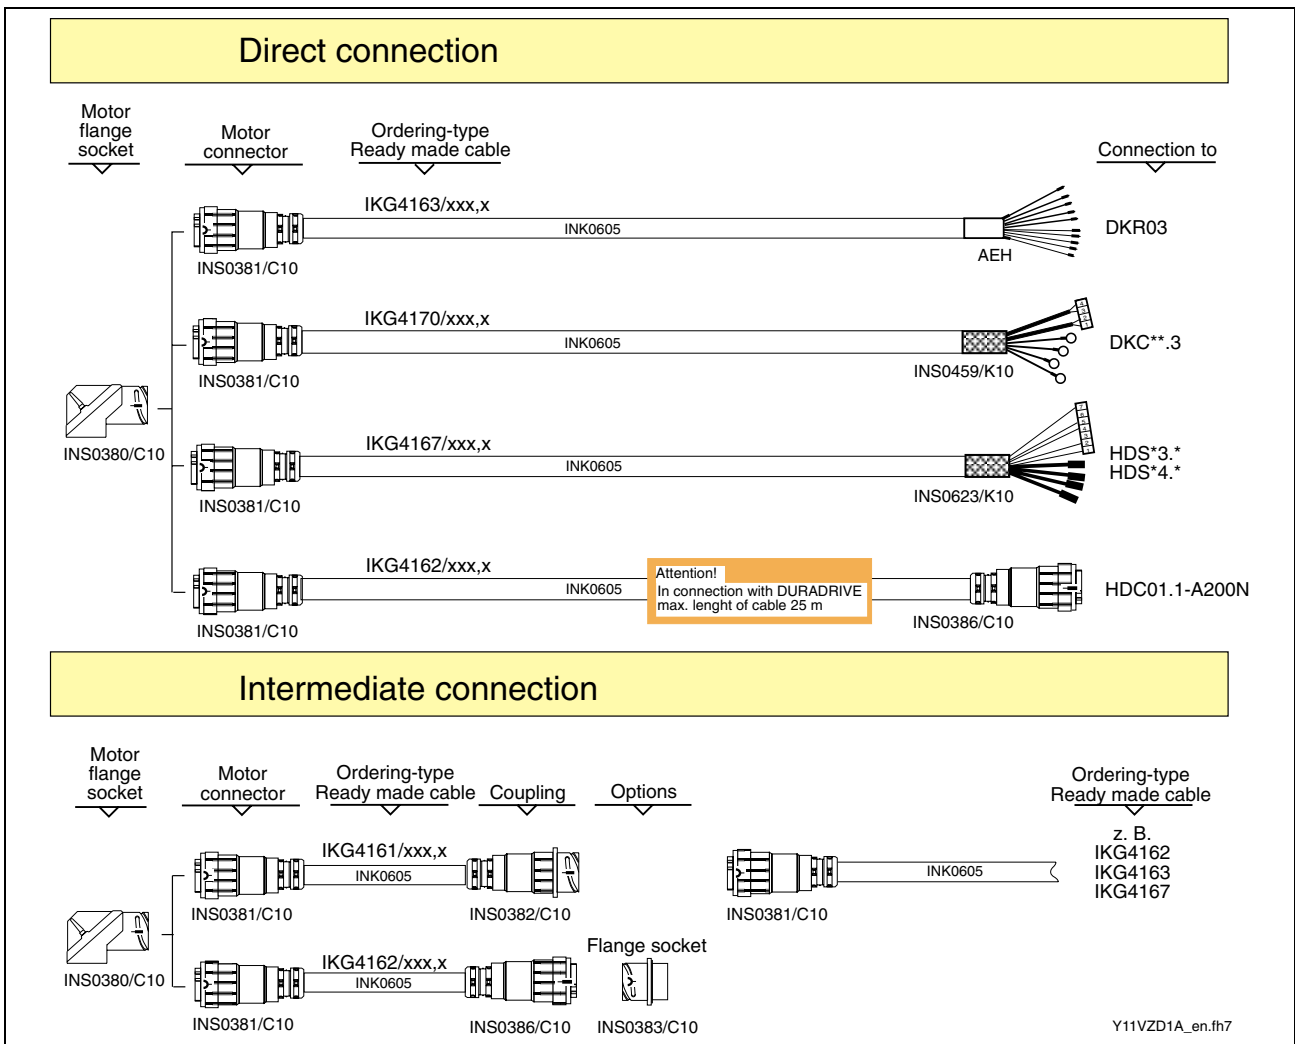 Direct connection
Motor
flange
socket
Motor
connector
Ordering-type
Ready made cable
Connection to
IKG4163/xxx,x
INK0605
INS0381/C10
AEH
DKR03
IKG4170/xxx,x
INK0605
INS0381/C10
INS0459/K10
DKC**.3
INS0380/C10
IKG4167/xxx,x
INK0605
INS0381/C10
INS0623/K10
HDS*3.*
HDS*4.*
IKG4162/xxx,x
INK0605
INS0381/C10
Attention!
In connection with DURADRIVE
max. lenght of cable 25 m
INS0386/C10
HDC01.1-A200N
Intermediate connection
Motor
flange
socket
Motor
connector
Ordering-type
Ready made cable
Coupling
Options
Ordering-type
Ready made cable
IKG4161/xxx,x
INK0605
INS0381/C10
INS0382/C10
INK0605
INS0381/C10
z. B.
IKG4162
IKG4163
IKG4167
INS0380/C10
IKG4162/xxx,x
INK0605
INS0381/C10
INS0386/C10
Flange socket
INS0383/C10
Y11VZD1A_en.fh7